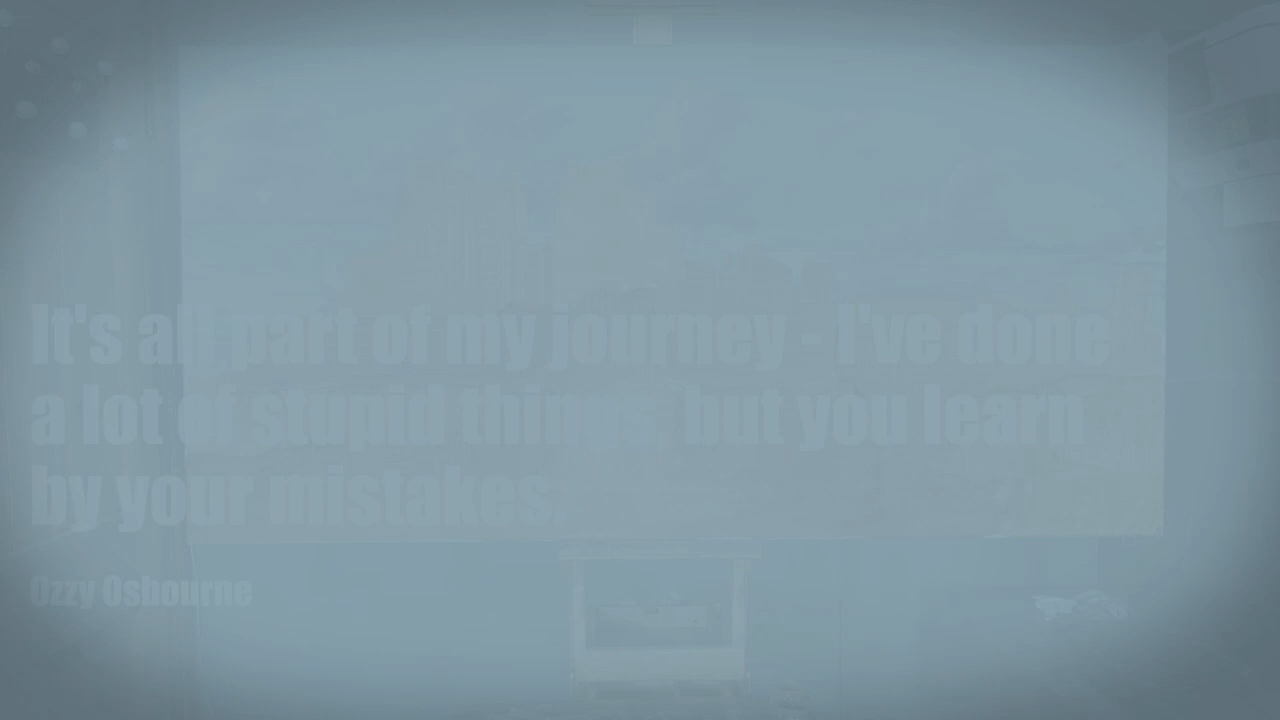 It's all part of my journey - I've done
a lot of stupid things, but you learn
by your mistakes.
Ozzy Osbourne